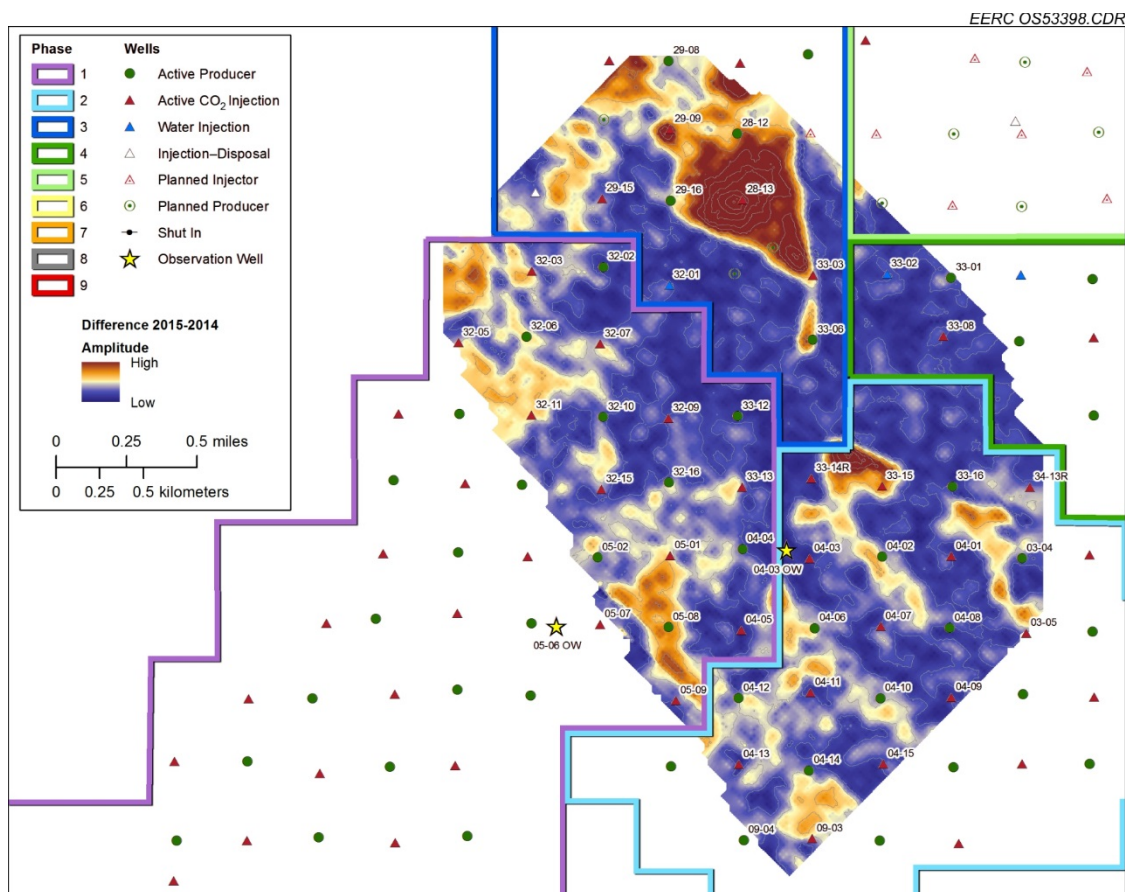 EERC OS53398.CDR
Phase
1
2
3
4
5
6
7
8
9
Wells
Active Producer
Active CO2 Injection
Water Injection
Injection–Disposal
Planned Injector
Planned Producer
Shut In
Observation Well
Difference 2015-2014
Amplitude
High
Low
0 0.25 0.5 miles
0 0.25 0.5 kilometers
29-08
29-09 28-12
29-15 29-16 28-13
32-03 32-02 32-01 33-03 33-02 33-01
32-05 32-06 32-07 33-06 33-08
32-11 32-10 32-09 33-12
32-15 32-16 33-13 33-14R 33-15 33-16 34-13R
05-02 05-01 04-04 04-03 04-02 04-01 03-04
04-03 OW
05-07 05-08 04-05 04-06 04-07 04-08 03-05
05-06 OW
05-09 04-12 04-11 04-10 04-09
04-13 04-14 04-15
09-04 09-03